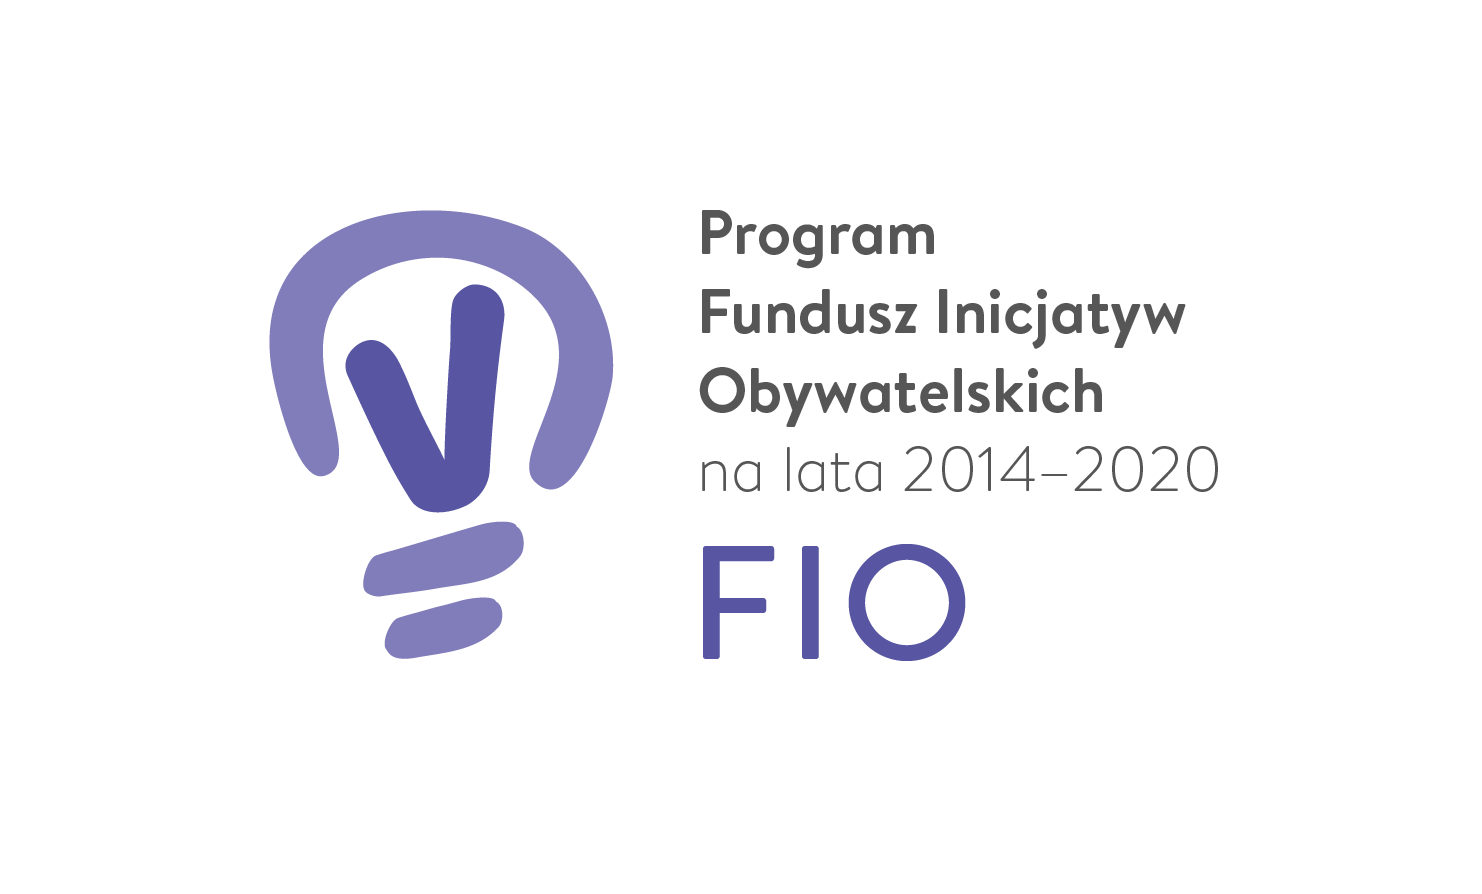 Program
Fundusz Inicjatyw
Obywatelskich
na lata 2014–2020
FIO